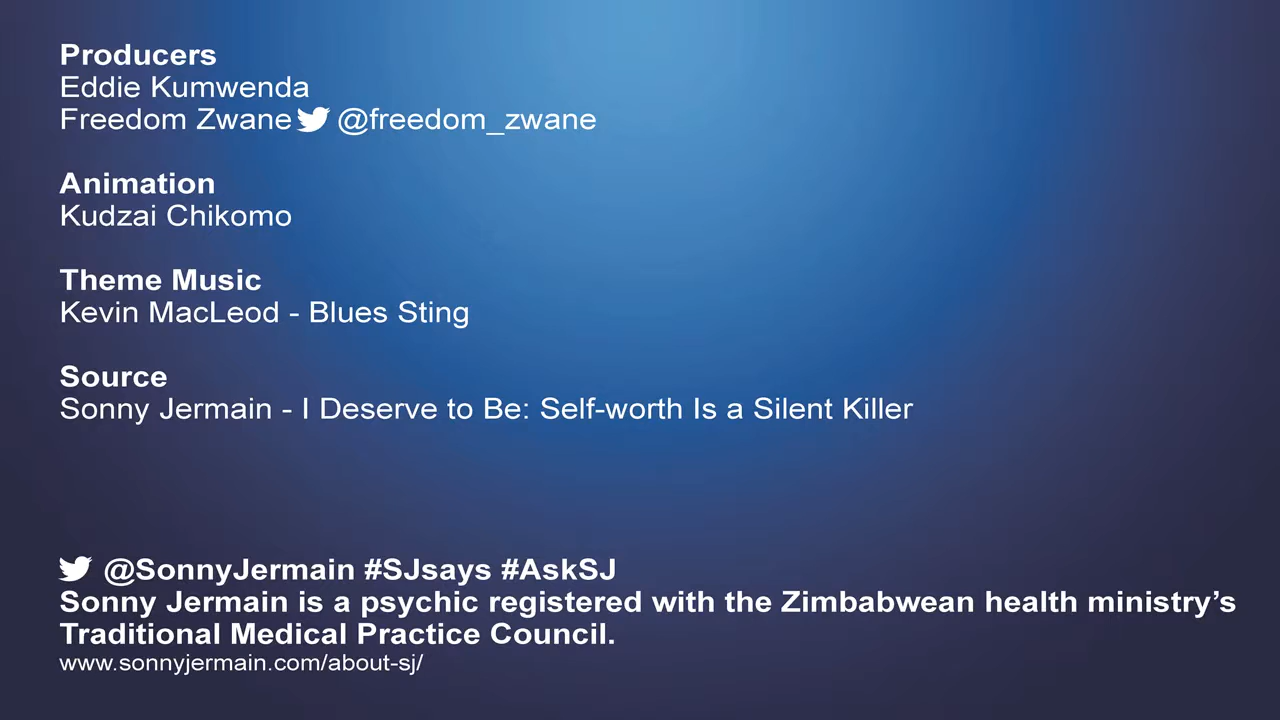 Producers
Eddie Kumwenda
Freedom Zwane @freedom_zwane
Animation
Kudzai Chikomo
Theme Music
Kevin MacLeod - Blues Sting
Source
Sonny Jermain - I Deserve to Be: Self-worth Is a Silent Killer
@SonnyJermain #SJsays #AskSJ
Sonny Jermain is a psychic registered with the Zimbabwean health ministry’s
Traditional Medical Practice Council.
www.sonnyjermain.com/about-sj/